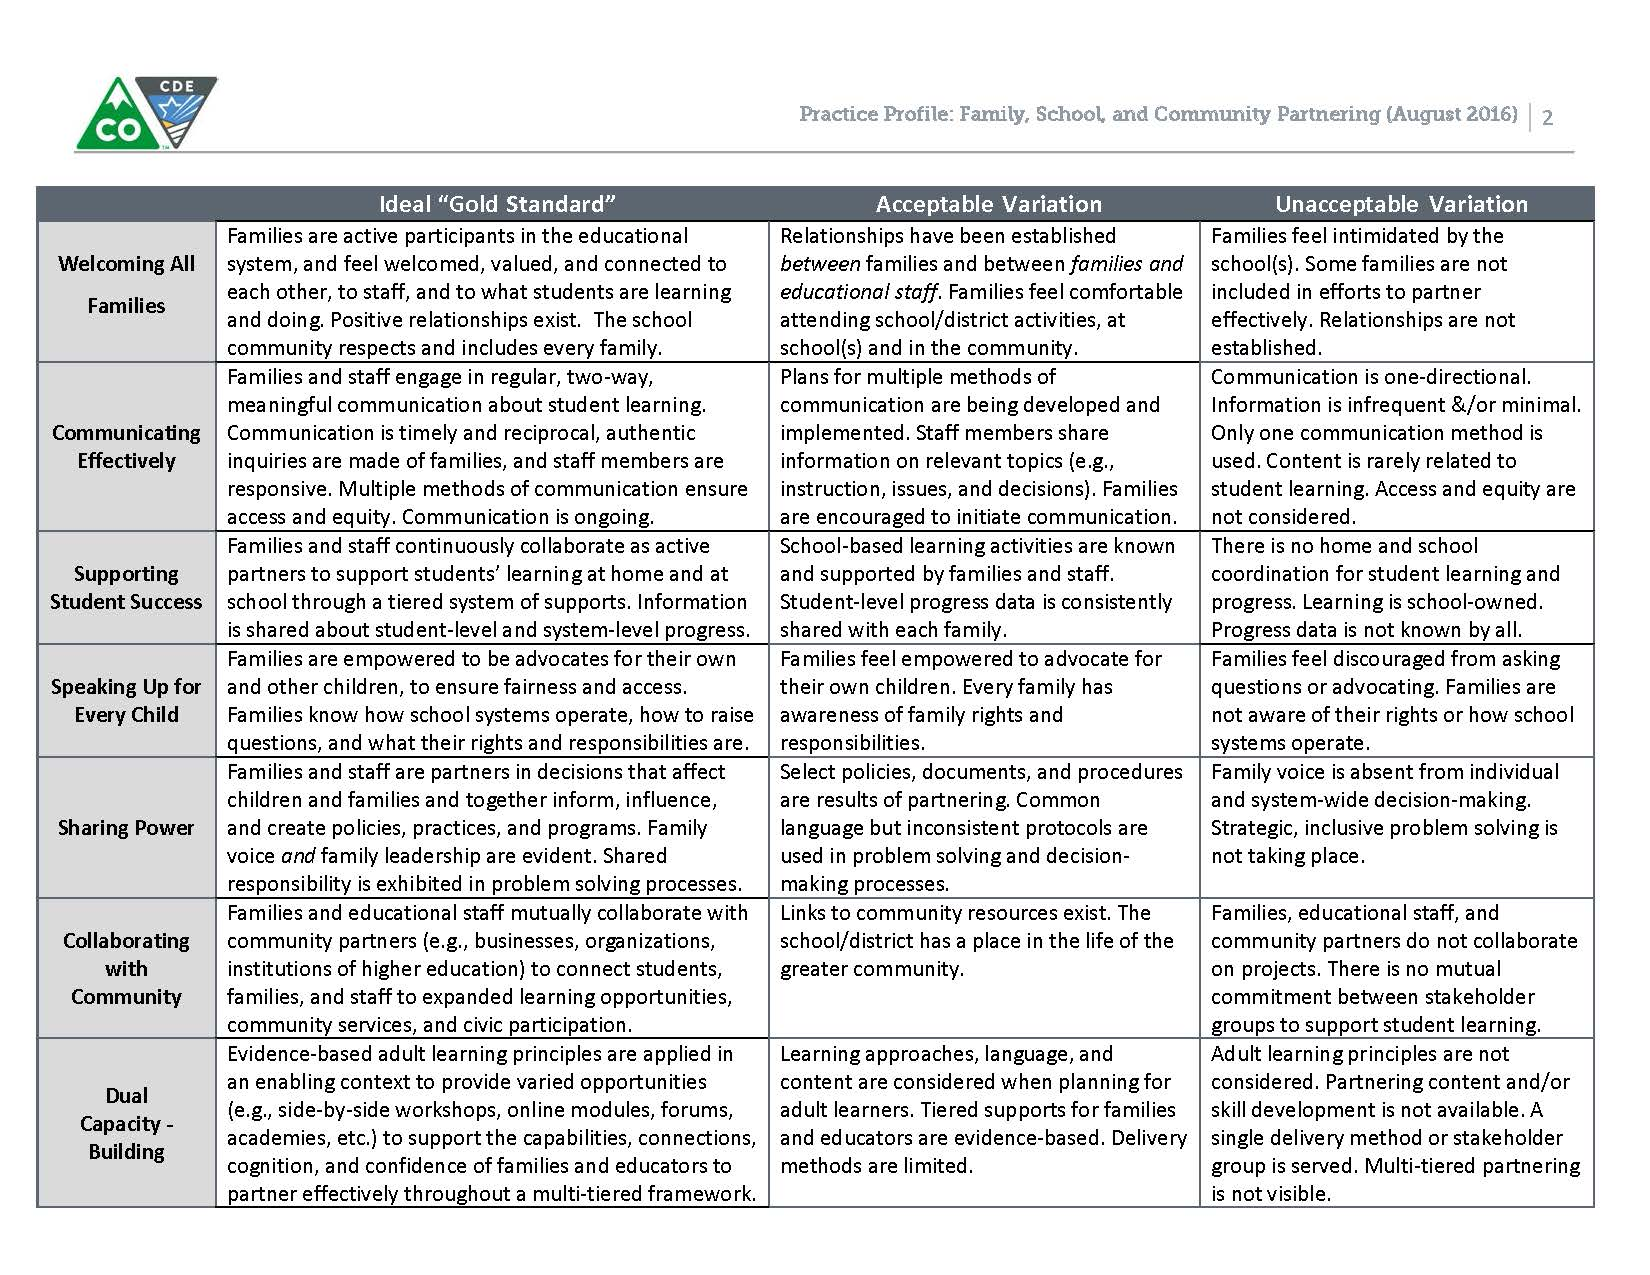 CO
CDE
TM
Practice Profile: Family, School, and Community Partnering (August 2016) | 2
Ideal “Gold Standard”
Acceptable Variation
Unacceptable Variation
Welcoming All
Families
Families are active participants in the educational
system, and feel welcomed, valued, and connected to
each other, to staff, and to what students are learning
and doing. Positive relationships exist.  The school
community respects and includes every family.
Relationships have been established
between families and between families and
educational staff. Families feel comfortable
attending school/district activities, at
school(s) and in the community.
Families feel intimidated by the
school(s). Some families are not
included in efforts to partner
effectively. Relationships are not
established.
Communicating
Effectively
Families and staff engage in regular, two-way,
meaningful communication about student learning.
Communication is timely and reciprocal, authentic
inquiries are made of families, and staff members are
responsive. Multiple methods of communication ensure
access and equity. Communication is ongoing.
Plans for multiple methods of
communication are being developed and
implemented. Staff members share
information on relevant topics (e.g.,
instruction, issues, and decisions). Families
are encouraged to initiate communication.
Communication is one-directional.
Information is infrequent &/or minimal.
Only one communication method is
used. Content is rarely related to
student learning. Access and equity are
not considered.
Supporting
Student Success
Families and staff continuously collaborate as active
partners to support students’ learning at home and at
school through a tiered system of supports. Information
is shared about student-level and system-level progress.
School-based learning activities are known
and supported by families and staff.
Student-level progress data is consistently
shared with each family.
There is no home and school
coordination for student learning and
progress. Learning is school-owned.
Progress data is not known by all.
Speaking Up for
Every Child
Families are empowered to be advocates for their own
and other children, to ensure fairness and access.
Families know how school systems operate, how to raise
questions, and what their rights and responsibilities are.
Families feel empowered to advocate for
their own children. Every family has
awareness of family rights and
responsibilities.
Families feel discouraged from asking
questions or advocating. Families are
not aware of their rights or how school
systems operate.
Sharing Power
Families and staff are partners in decisions that affect
children and families and together inform, influence,
and create policies, practices, and programs. Family
voice and family leadership are evident. Shared
responsibility is exhibited in problem solving processes.
Select policies, documents, and procedures
are results of partnering. Common
language but inconsistent protocols are
used in problem solving and decision-
making processes.
Family voice is absent from individual
and system-wide decision-making.
Strategic, inclusive problem solving is
not taking place.
Collaborating
with
Community
Families and educational staff mutually collaborate with
community partners (e.g., businesses, organizations,
institutions of higher education) to connect students,
families, and staff to expanded learning opportunities,
community services, and civic participation.
Links to community resources exist. The
school/district has a place in the life of the
greater community.
Families, educational staff, and
community partners do not collaborate
on projects. There is no mutual
commitment between stakeholder
groups to support student learning.
Dual
Capacity -
Building
Evidence-based adult learning principles are applied in
an enabling context to provide varied opportunities
(e.g., side-by-side workshops, online modules, forums,
academies, etc.) to support the capabilities, connections,
cognition, and confidence of families and educators to
partner effectively throughout a multi-tiered framework.
Learning approaches, language, and
content are considered when planning for
adult learners. Tiered supports for families
and educators are evidence-based. Delivery
methods are limited.
Adult learning principles are not
considered. Partnering content and/or
skill development is not available. A
single delivery method or stakeholder
group is served. Multi-tiered partnering
is not visible.